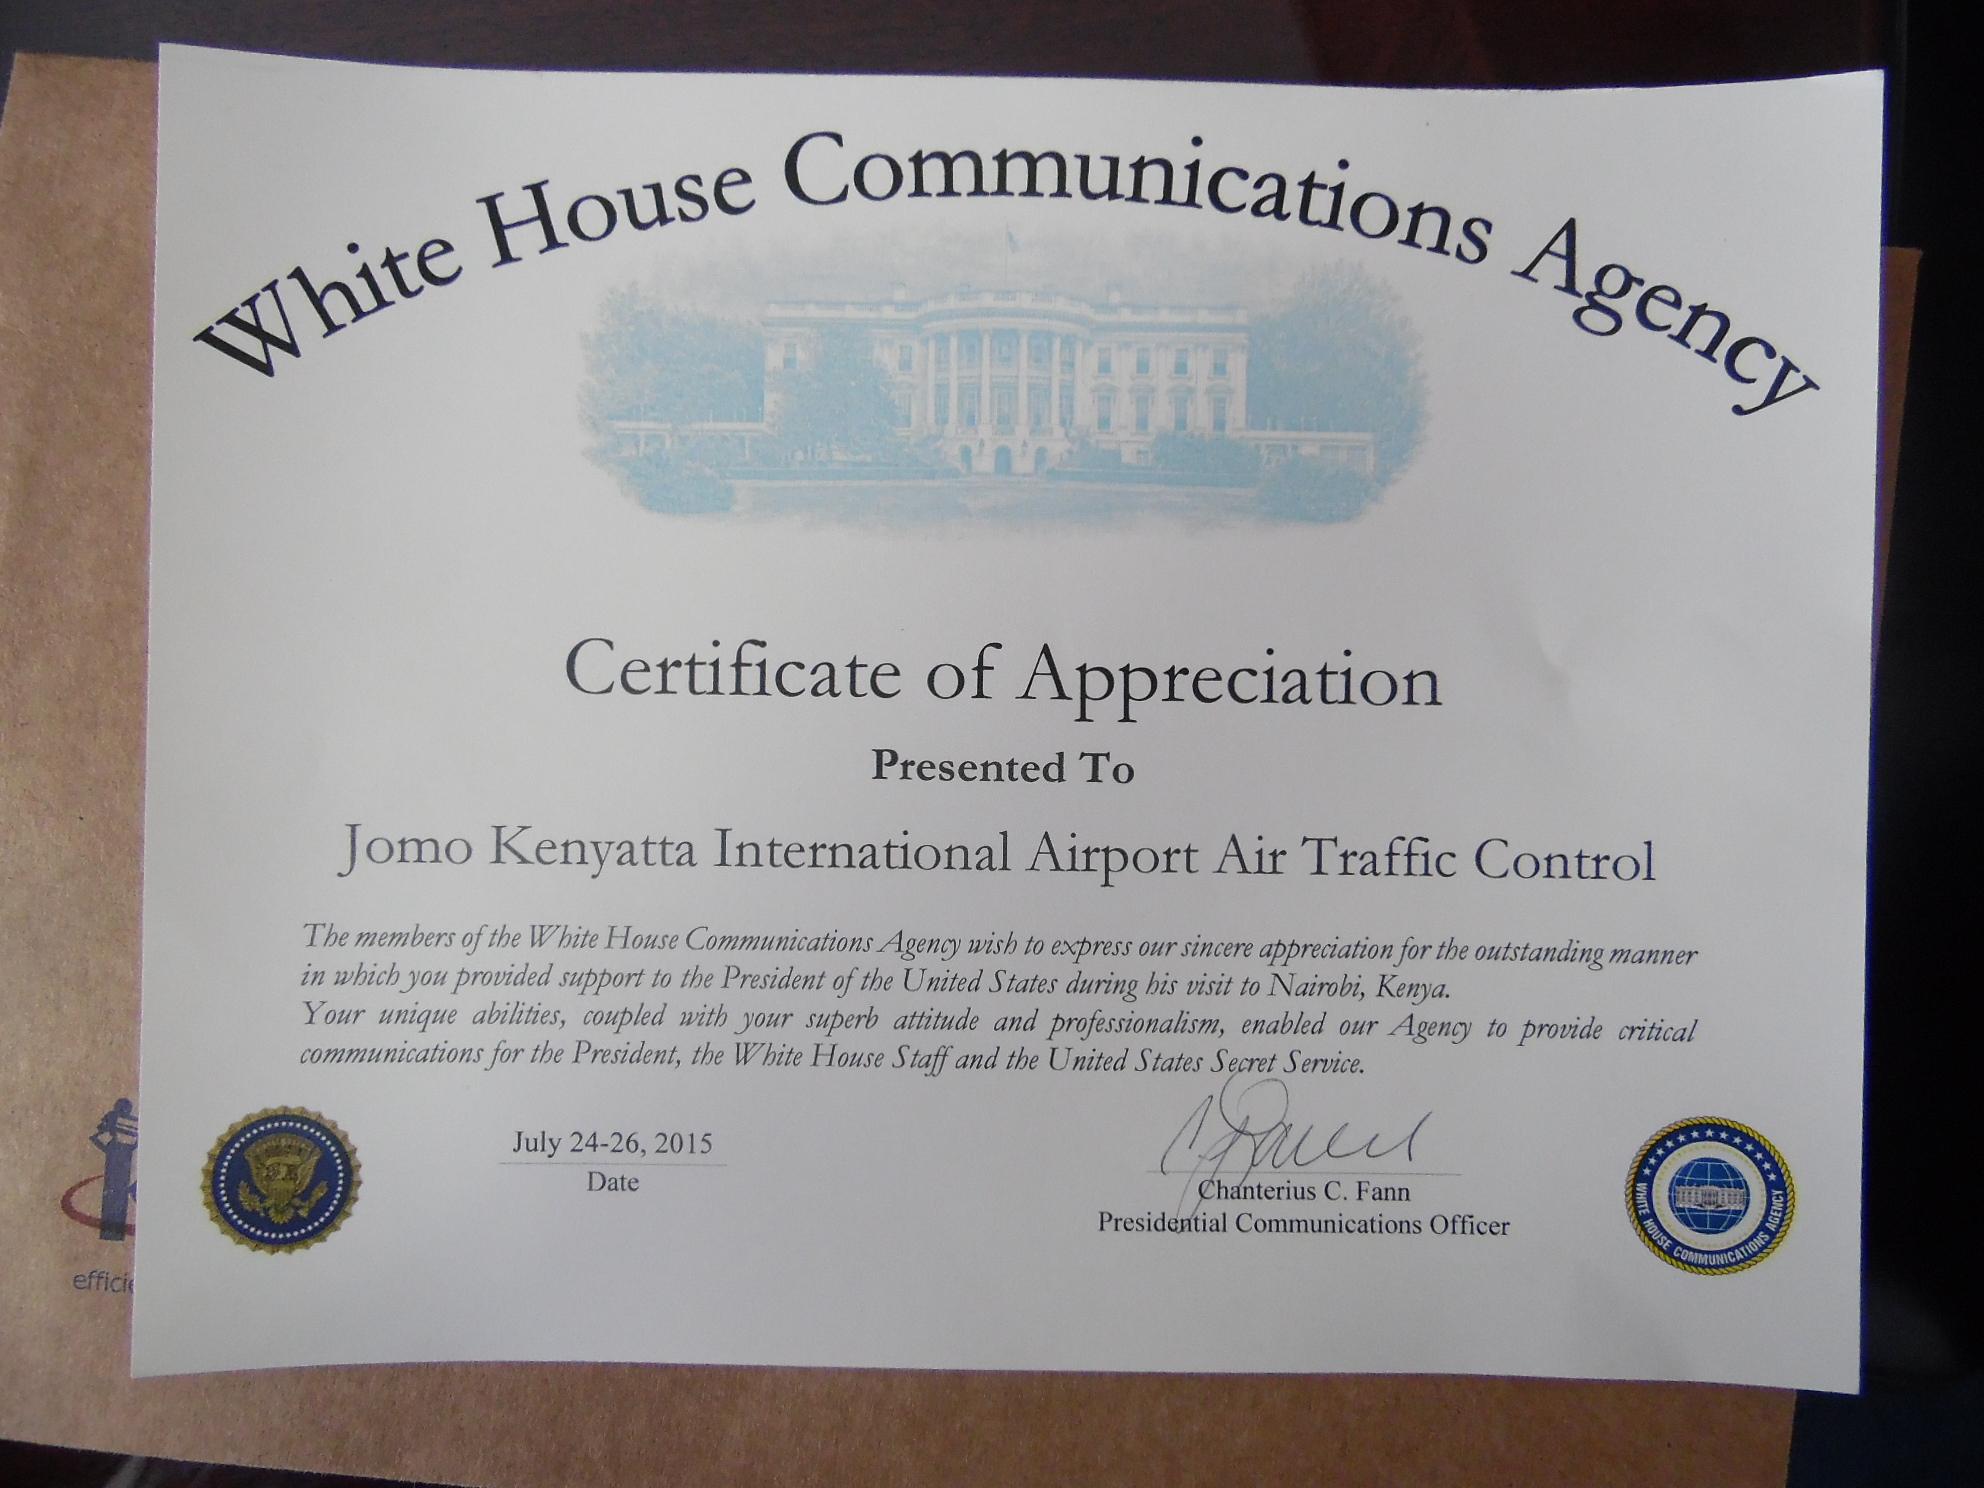 White House Communications Agency
Certificate of Appreciation
Presented To
Jomo Kenyatta International Airport Air Traffic Control
The members of the White House Communications Agency wish to express our sincere appreciation for the outstanding manner
in which you provided support to the President of the United States during his visit to Nairobi, Kenya.
Your unique abilities, coupled with your superb attitude and professionalism, enabled our Agency to provide critical
communications for the President, the White House Staff and the United States Secret Service.
July 24-26, 2015
Date
Chanterius C. Fann
Presidential Communications Officer
WHITE HOUSE COMMUNICATIONS AGENCY